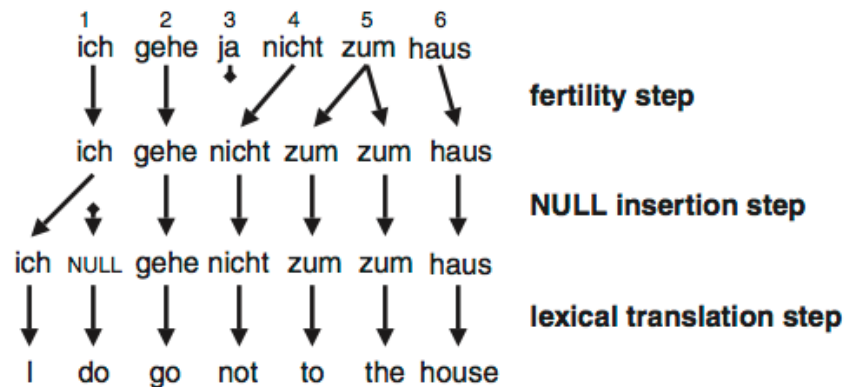 1 2 3 4 5 6
ich gehe ja nicht zum haus
fertility step
ich gehe nicht zum zum haus
NULL insertion step
ich NULL gehe nicht zum zum haus
lexical translation step
I do go not to the house